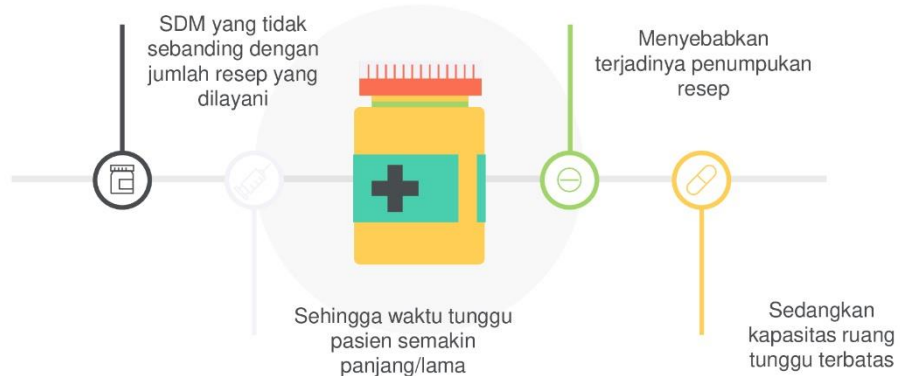 SDM yang tidak
sebanding dengan
jumlah resep yang
dilayani
Sehingga waktu tunggu
pasien semakin
panjang/lama
Menyebabkan
terjadinya penumpukan
resep
Sedangkan
kapasitas ruang
tunggu terbatas